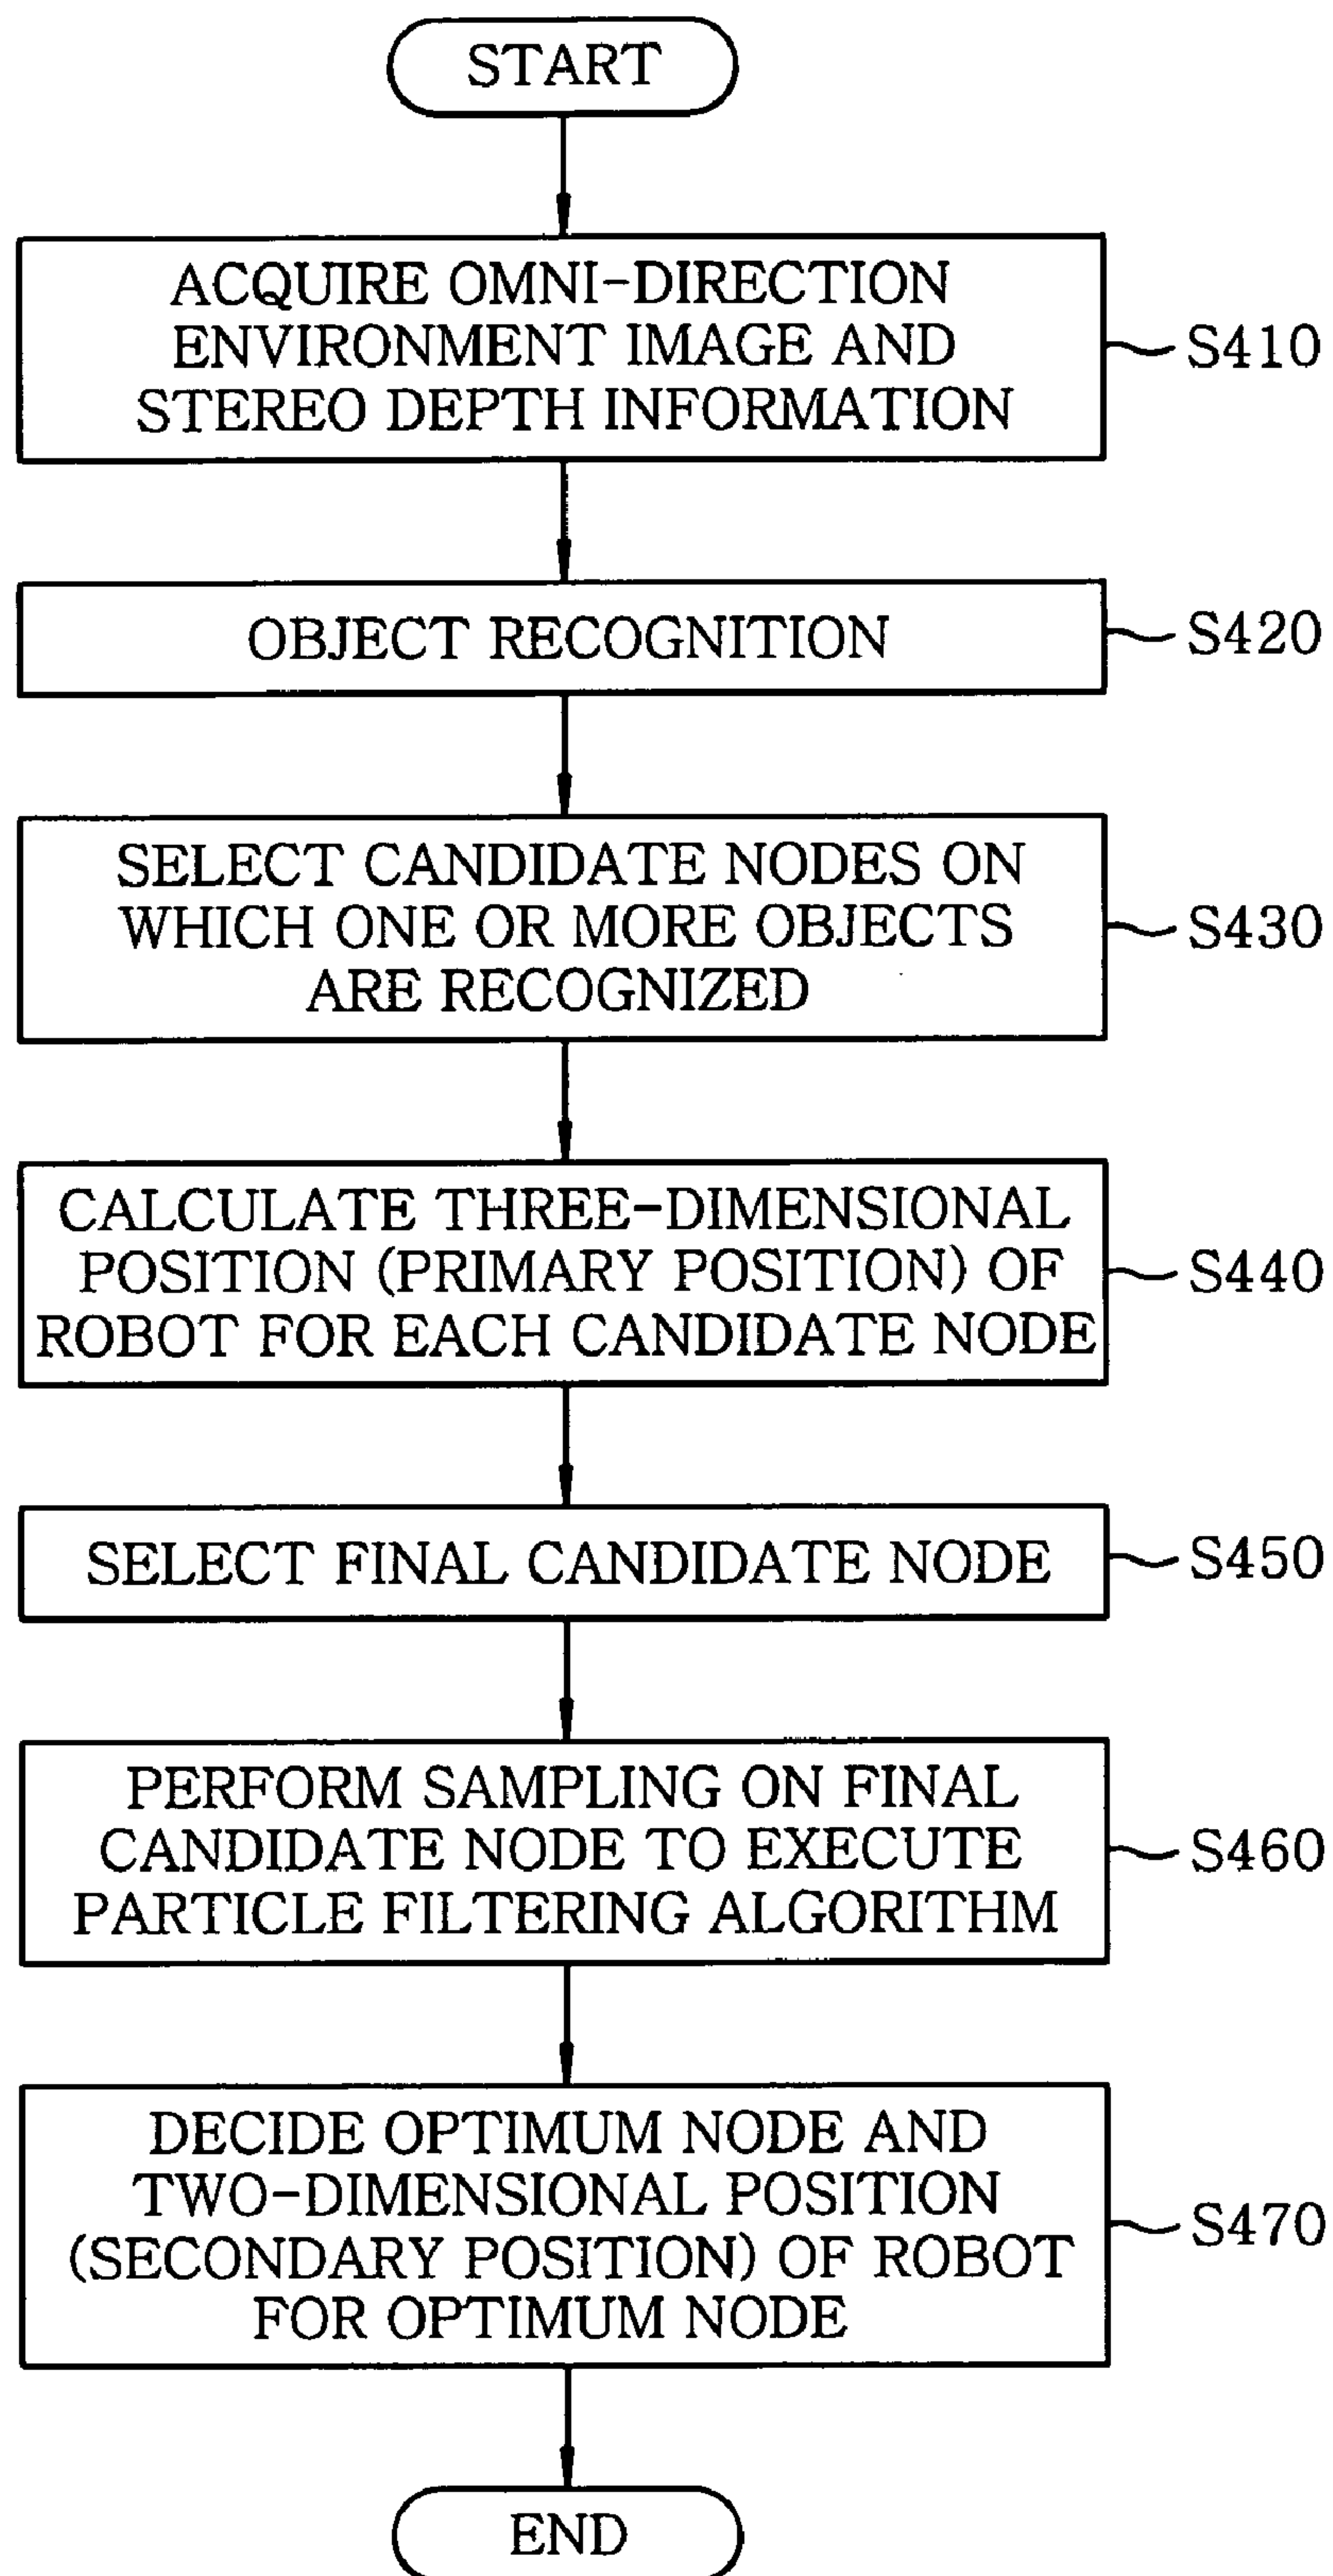 START
ACQUIRE OMNI-DIRECTION
ENVIRONMENT IMAGE AND
STEREO DEPTH INFORMATION
S410
OBJECT RECOGNITION
S420
SELECT CANDIDATE NODES ON
WHICH ONE OR MORE OBJECTS
ARE RECOGNIZED
S430
CALCULATE THREE-DIMENSIONAL
POSITION (PRIMARY POSITION) OF
ROBOT FOR EACH CANDIDATE NODE
S440
SELECT FINAL CANDIDATE NODE
S450
PERFORM SAMPLING ON FINAL
CANDIDATE NODE TO EXECUTE
PARTICLE FILTERING ALGORITHM
S460
DECIDE OPTIMUM NODE AND
TWO-DIMENSIONAL POSITION
(SECONDARY POSITION) OF ROBOT
FOR OPTIMUM NODE
S470
END